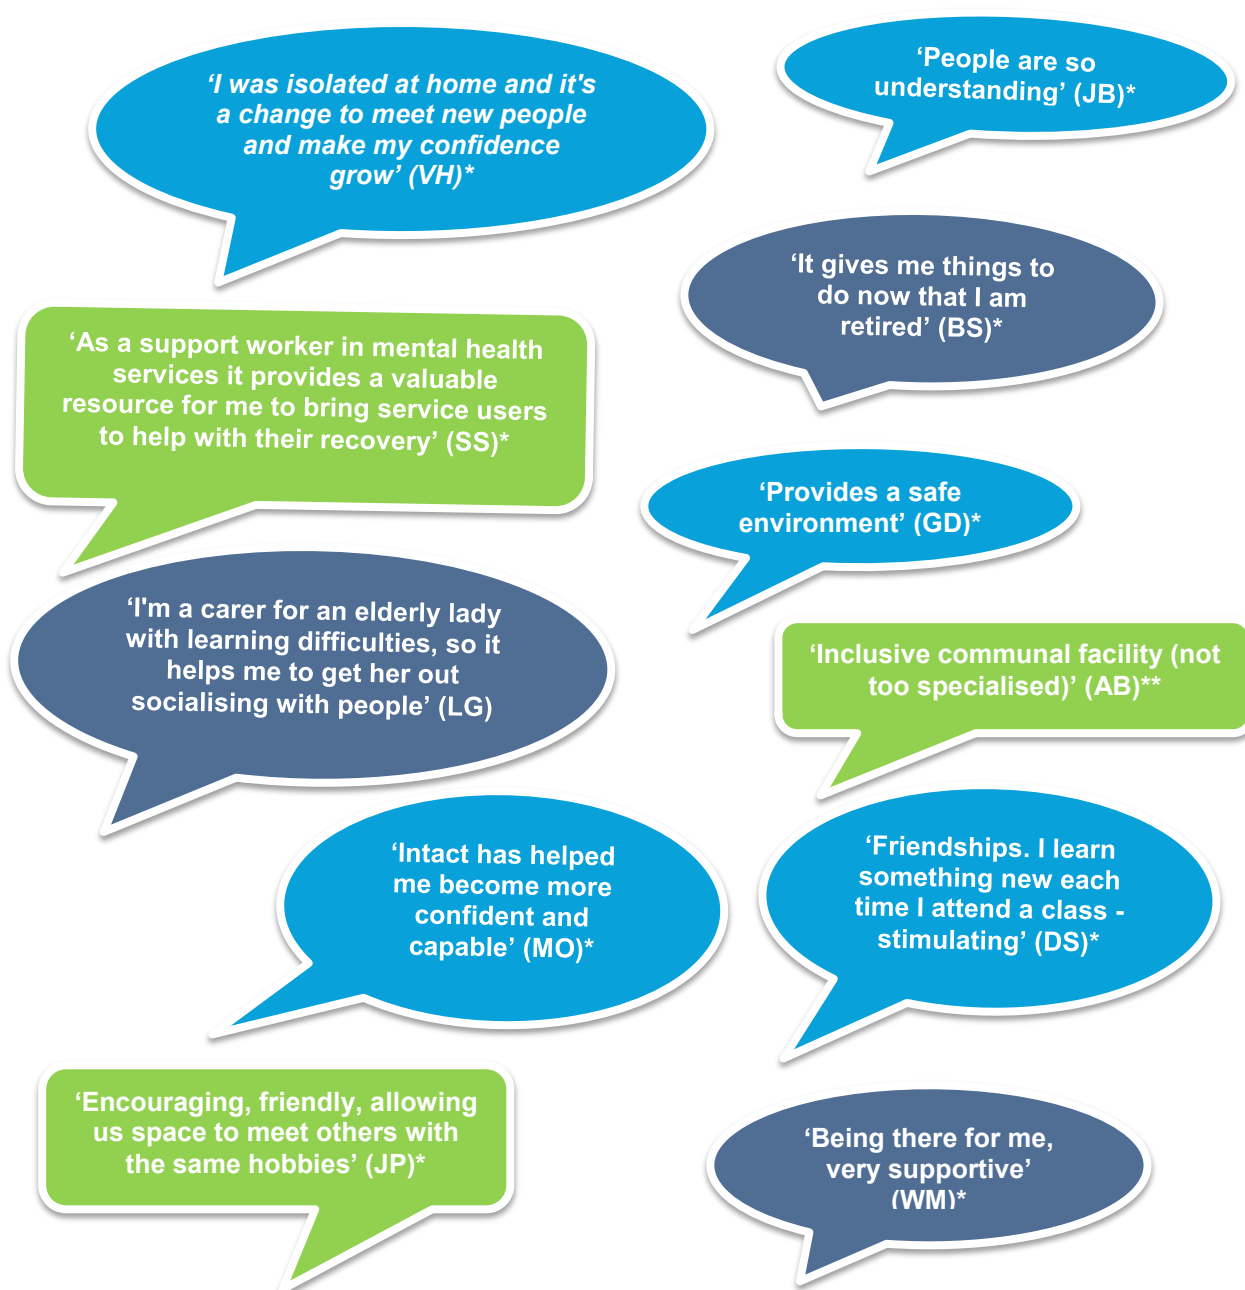 ‘I was isolated at home and it's
a change to meet new people
and make my confidence
grow’ (VH)*
‘People are so
understanding’ (JB)*
‘It gives me things to
do now that I am
retired’ (BS)*
‘As a support worker in mental health
services it provides a valuable
resource for me to bring service users
to help with their recovery’ (SS)*
‘Provides a safe
environment’ (GD)*
‘I'm a carer for an elderly lady
with learning difficulties, so it
helps me to get her out
socialising with people’ (LG)
‘Inclusive communal facility (not
too specialised)’ (AB)**
‘Intact has helped
me become more
confident and
capable’ (MO)*
‘Friendships. I learn
something new each
time I attend a class -
stimulating’ (DS)*
‘Encouraging, friendly, allowing
us space to meet others with
the same hobbies’ (JP)*
‘Being there for me,
very supportive’
(WM)*